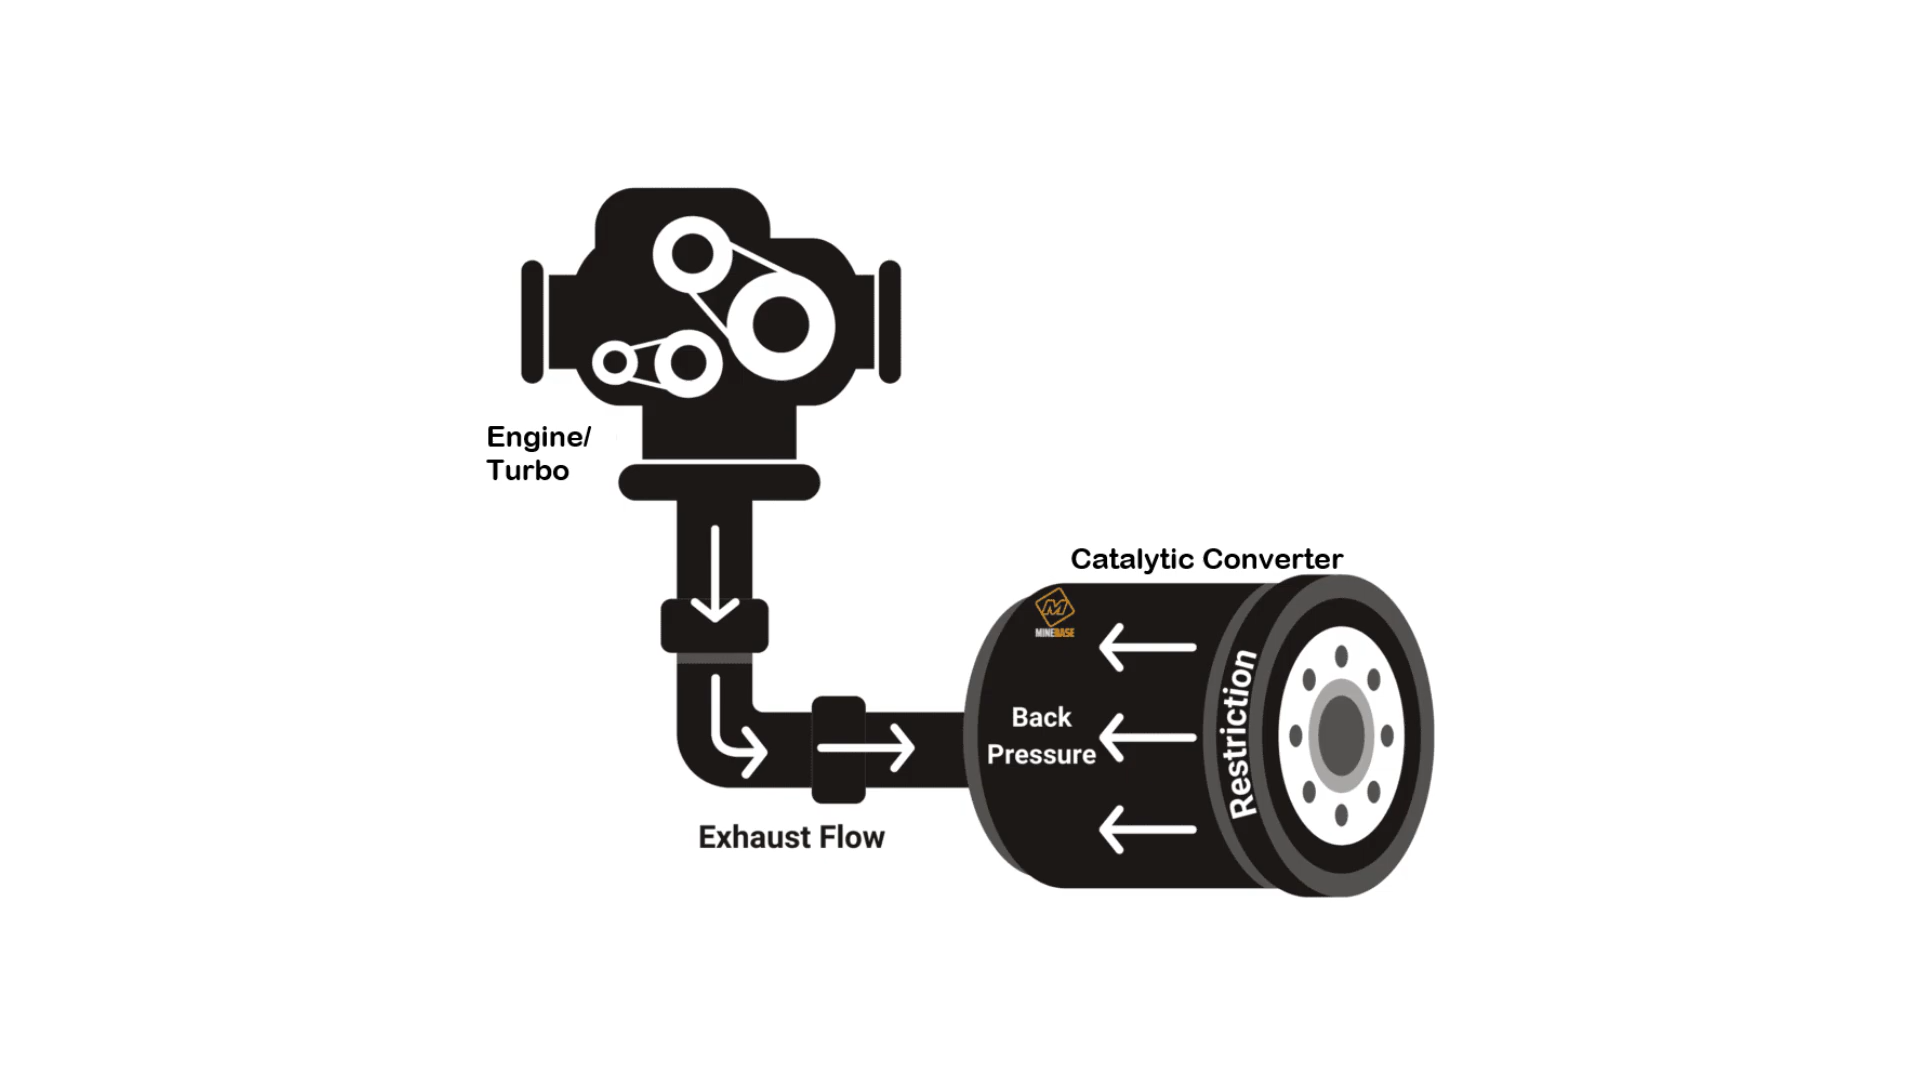 Engine/
Turbo
Catalytic Converter
MINEBASE
Back
Pressure
Restriction
Exhaust Flow